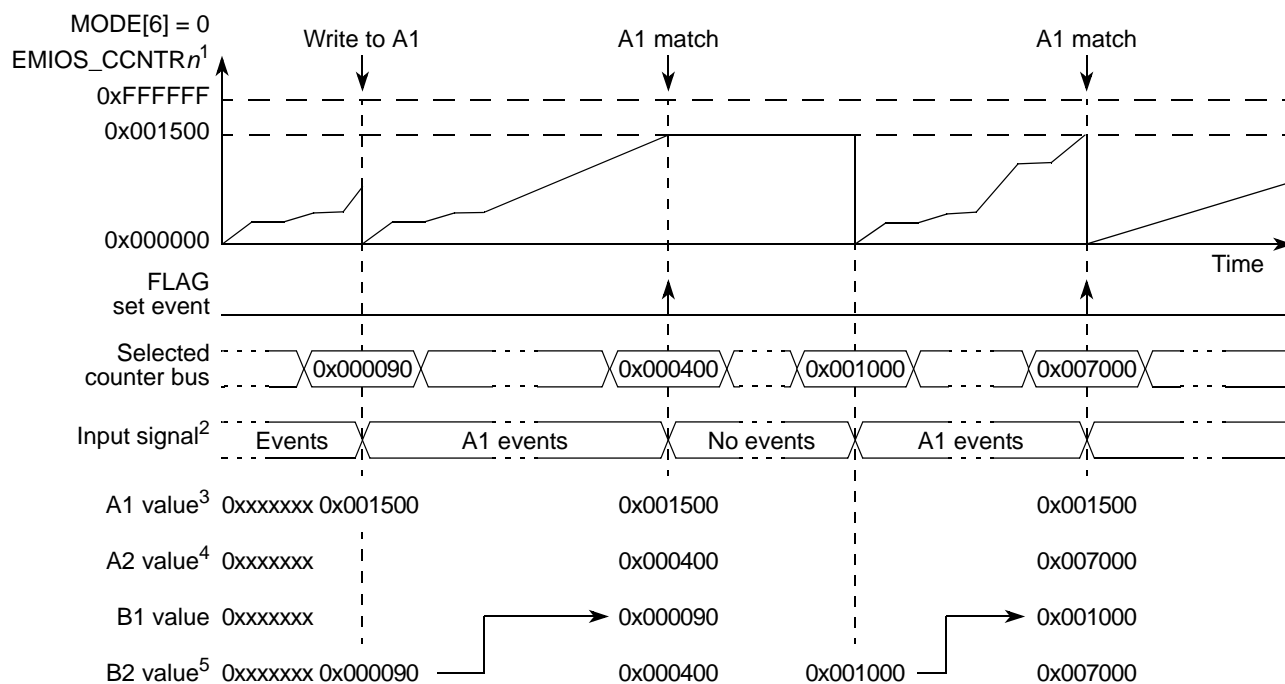 MODE[6] = 0
Write to A1 A1 match A1 match
EMIOS_CCNTRn1
0xFFFFFF
0x001500
0x000000
Time
FLAG
set event
Selected
counter bus
0x000090 0x000400 0x001000 0x007000
Input signal2 Events A1 events No events A1 events
A1 value3 0xxxxxxx 0x001500 0x001500 0x001500
A2 value4 0xxxxxxx 0x000400 0x007000
B1 value 0xxxxxxx 0x000090 0x001000
B2 value5 0xxxxxxx 0x000090 0x000400 0x001000 0x007000